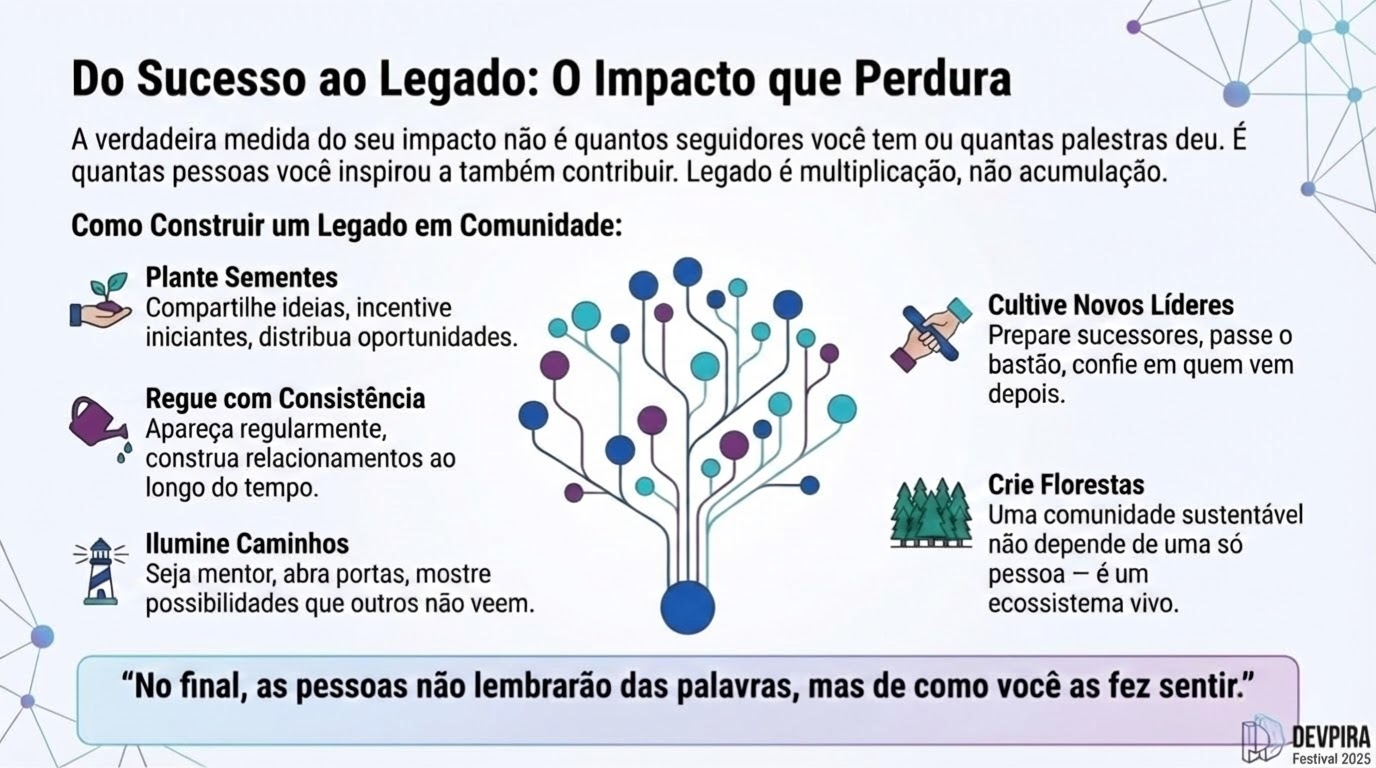 Do Sucesso ao Legado: O Impacto que Perdura
A verdadeira medida do seu impacto não é quantos seguidores você tem ou quantas palestras deu. É
quantas pessoas você inspirou a também contribuir. Legado é multiplicação, não acumulação.
Como Construir um Legado em Comunidade:
Plante Sementes
Compartilhe ideias, incentive
iniciantes, distribua oportunidades.
Regue com Consistência
Apareça regularmente,
construa relacionamentos ao
longo do tempo.
Ilumine Caminhos
Seja mentor, abra portas, mostre
possibilidades que outros não veem.
Cultive Novos Líderes
Prepare sucessores, passe o
bastão, confie em quem vem
depois.
Crie Florestas
Uma comunidade sustentável
não depende de uma só
pessoa — é um
ecossistema vivo.
“No final, as pessoas não lembrarão das palavras, mas de como você as fez sentir.”
DEVPIRA
Festival 2025